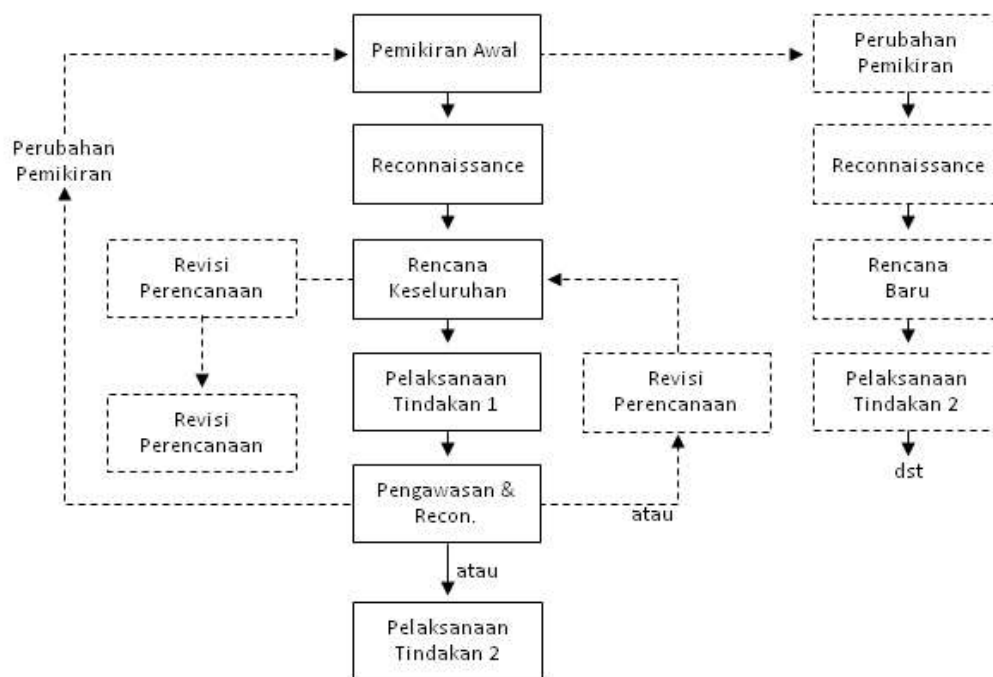 Pemikiran Awal
Perubahan
Pemikiran
Perubahan
Pemikiran
Reconnaissance
Reconnaissance
Revisi
Perencanaan
Rencana
Keseluruhan
Rencana
Baru
Revisi
Perencanaan
Pelaksanaan
Tindakan 1
Revisi
Perencanaan
Pelaksanaan
Tindakan 2
Pengawasan &
Recon.
atau
dst
atau
Pelaksanaan
Tindakan 2